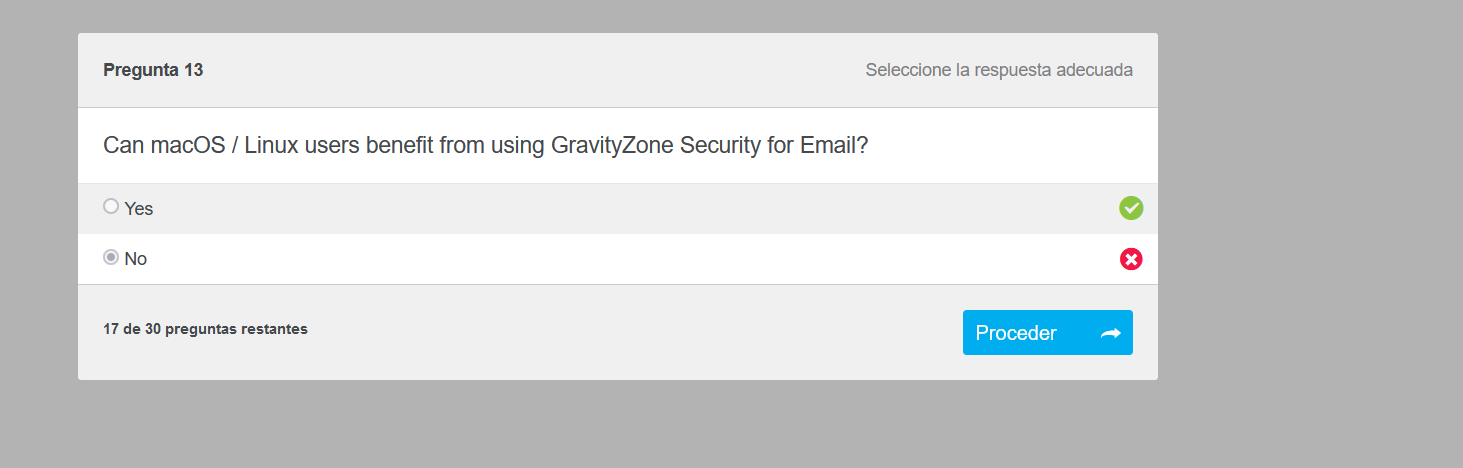 Pregunta 13
Seleccione la respuesta adecuada
Can macOS / Linux users benefit from using GravityZone Security for Email?
Yes
No
17 de 30 preguntas restantes
Proceder